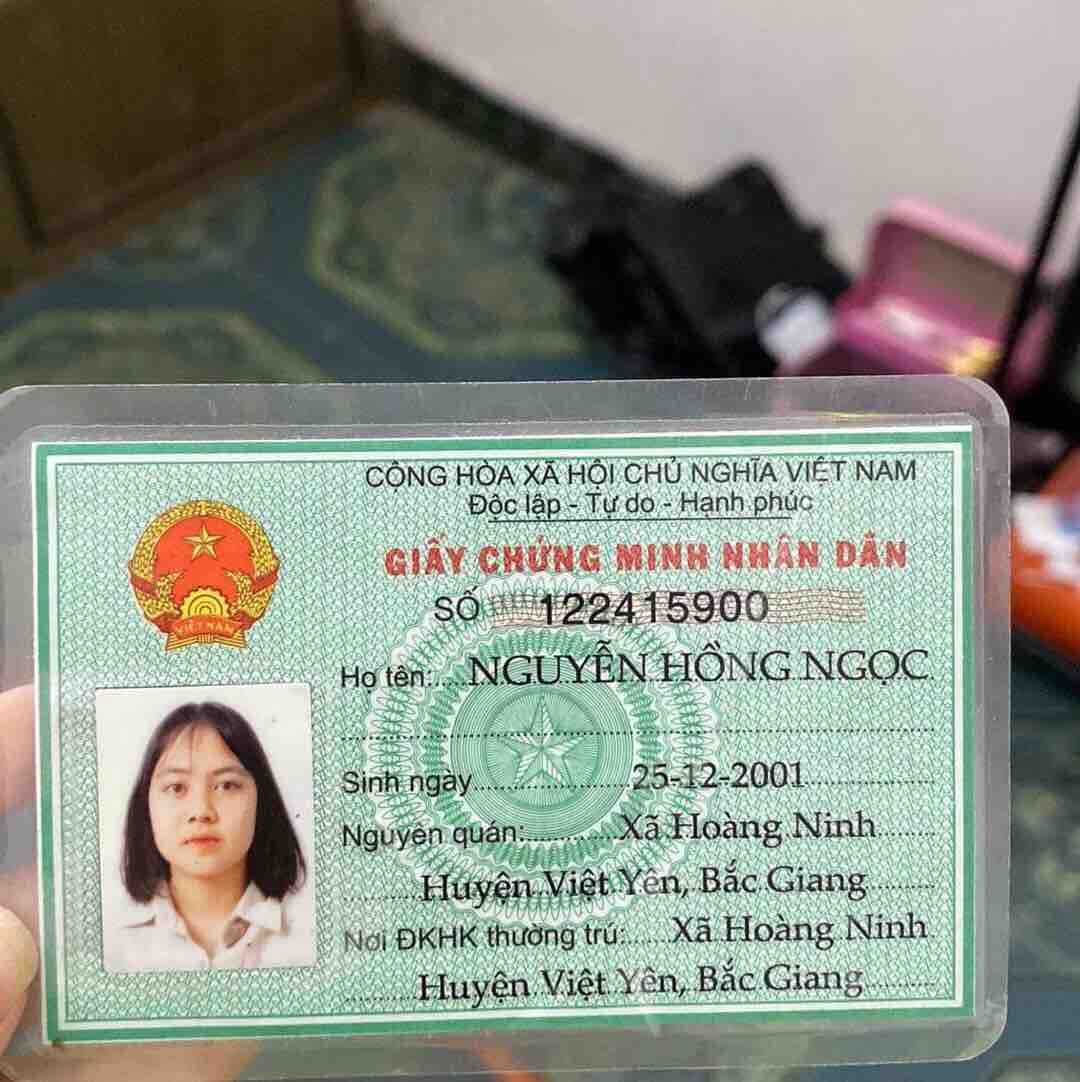 CỘNG HÒA XÃ HỘI CHỦ NGHĨA VIỆT NAM
Độc lập - Tự do - Hạnh phúc
GIẤY CHỨNG MINH NHÂN DÂN
SỐ 122415900
VIỆT NAM
Họ tên: NGUYỄN HỒNG NGỌC
Sinh ngày 25-12-2001
Nguyên quán: Xã Hoàng Ninh
Huyện Việt Yên, Bắc Giang
Nơi ĐKHK thường trú: Xã Hoàng Ninh
Huyện Việt Yên, Bắc Giang